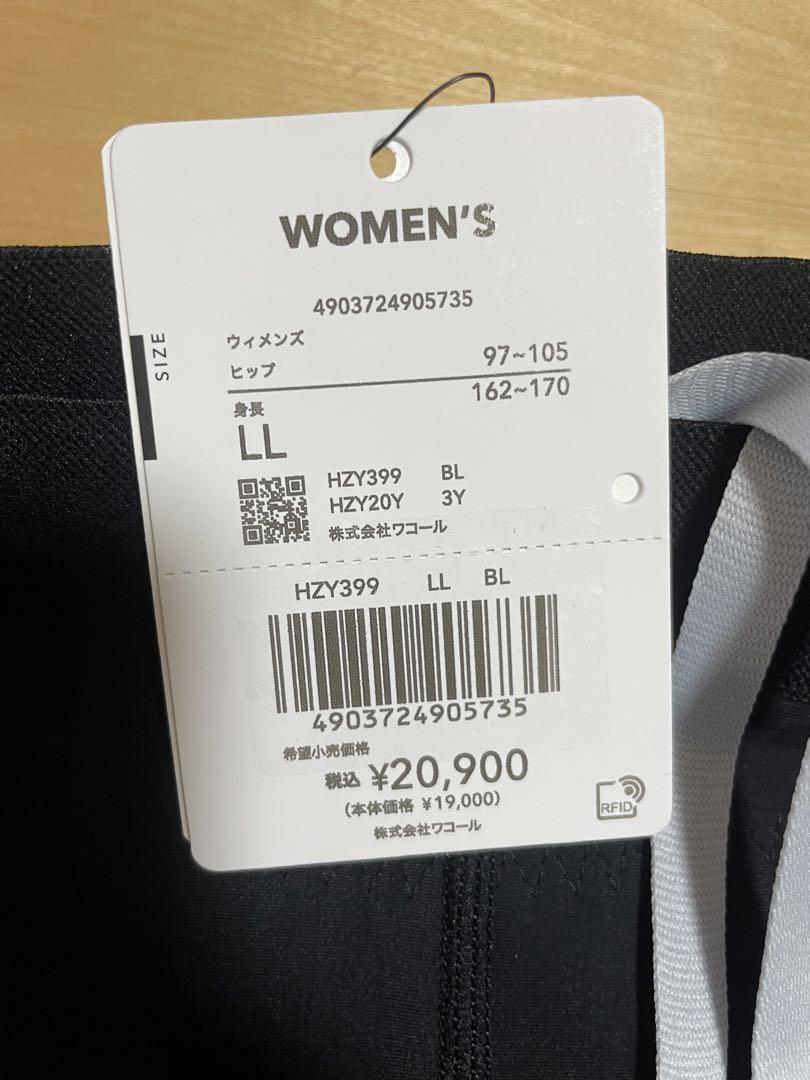 WOMEN'S
4903724905735
SIZE
ウィメンズ
ヒップ 97~105
身長 162~170
LL
HZY399 BL
HZY20Y 3Y
株式会社ワコール
HZY399 LL BL
4903724905735
希望小売価格
税込 ¥20,900
(本体価格 ¥19,000)
株式会社ワコール
RFID